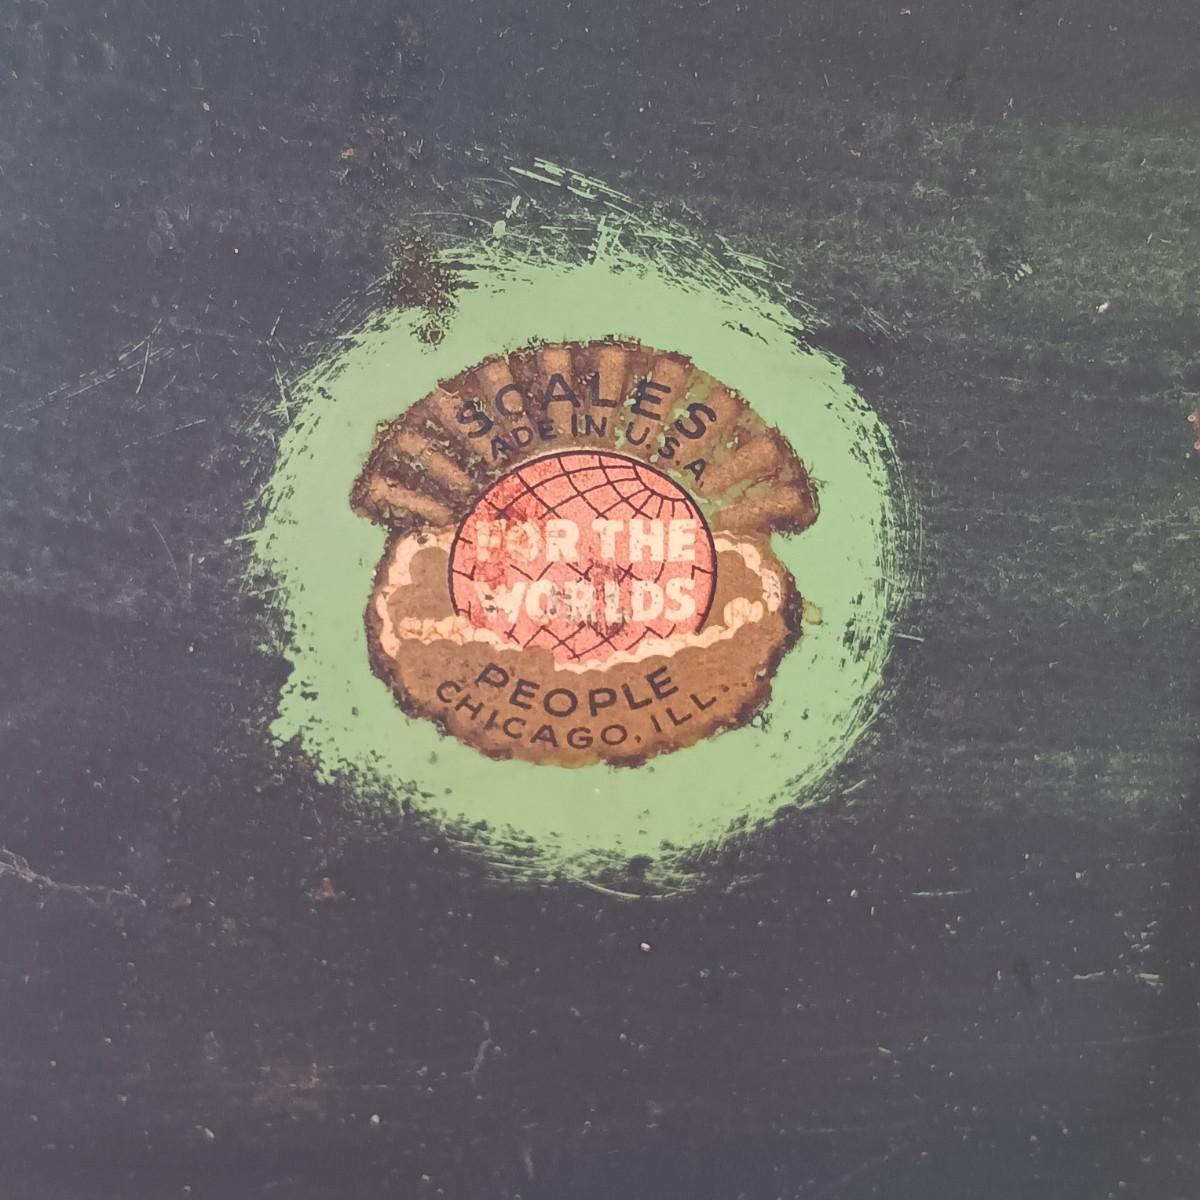 SCALES
ADE IN U.S.A.
FOR THE
WORLDS
PEOPLE
CHICAGO, ILL.